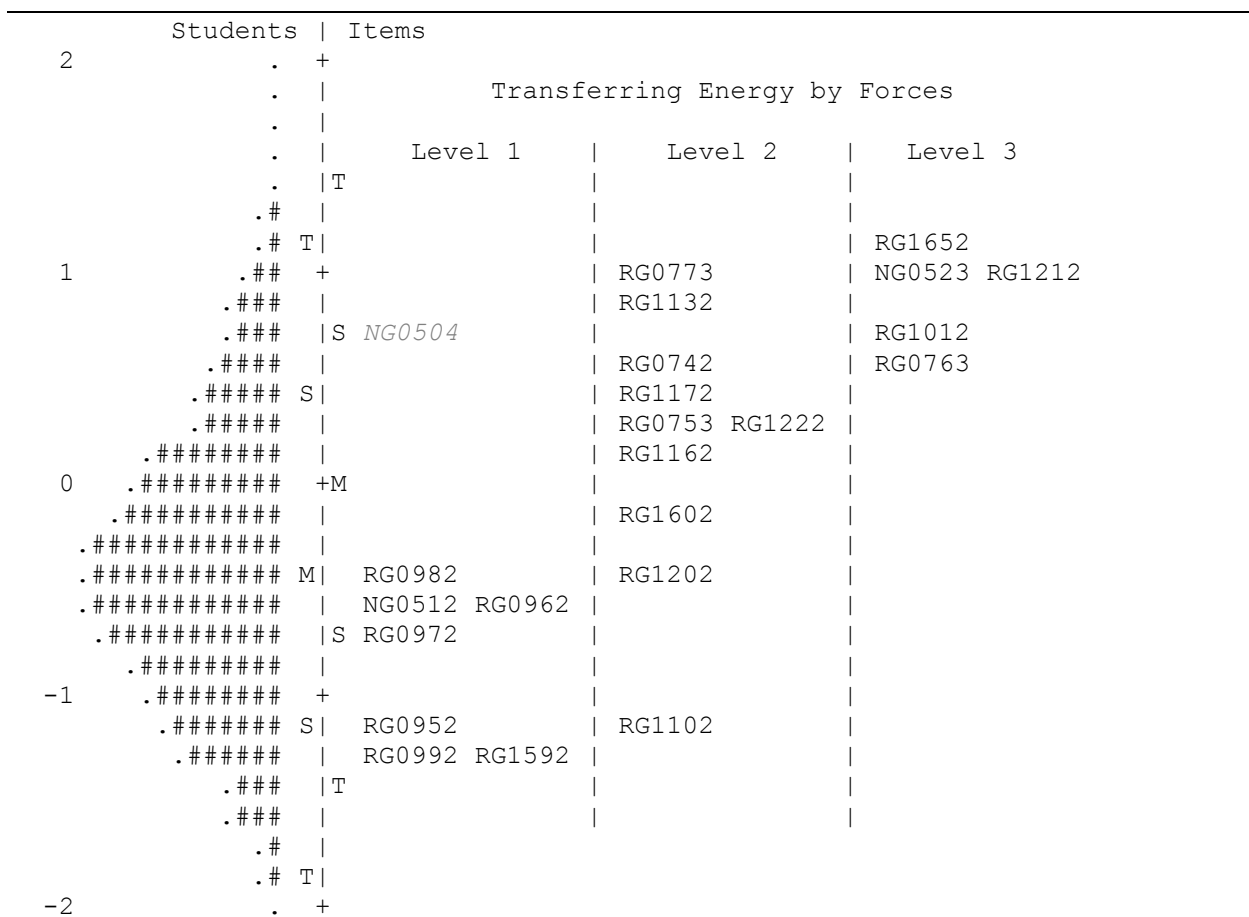 Students | Items
2 . +
. | Transferring Energy by Forces
. |
. | Level 1 | Level 2 | Level 3
. |T | |
.# | | |
.# T| | | RG1652
1 .## + | RG0773 | NG0523 RG1212
.### | | RG1132 |
.### |S NG0504 | | RG1012
.#### | | RG0742 | RG0763
.##### S| | RG1172 |
.##### | | RG0753 RG1222 |
.######## | | RG1162 |
0 .######### +M | |
.########## | | RG1602 |
.############ | | |
.############ M| RG0982 | RG1202 |
.############ | NG0512 RG0962 | |
.########### |S RG0972 | |
.######### | | |
-1 .######## + | |
.####### S| RG0952 | RG1102 |
.###### | RG0992 RG1592 | |
.### |T | |
.### | | |
.# |
.# T|
-2 . +